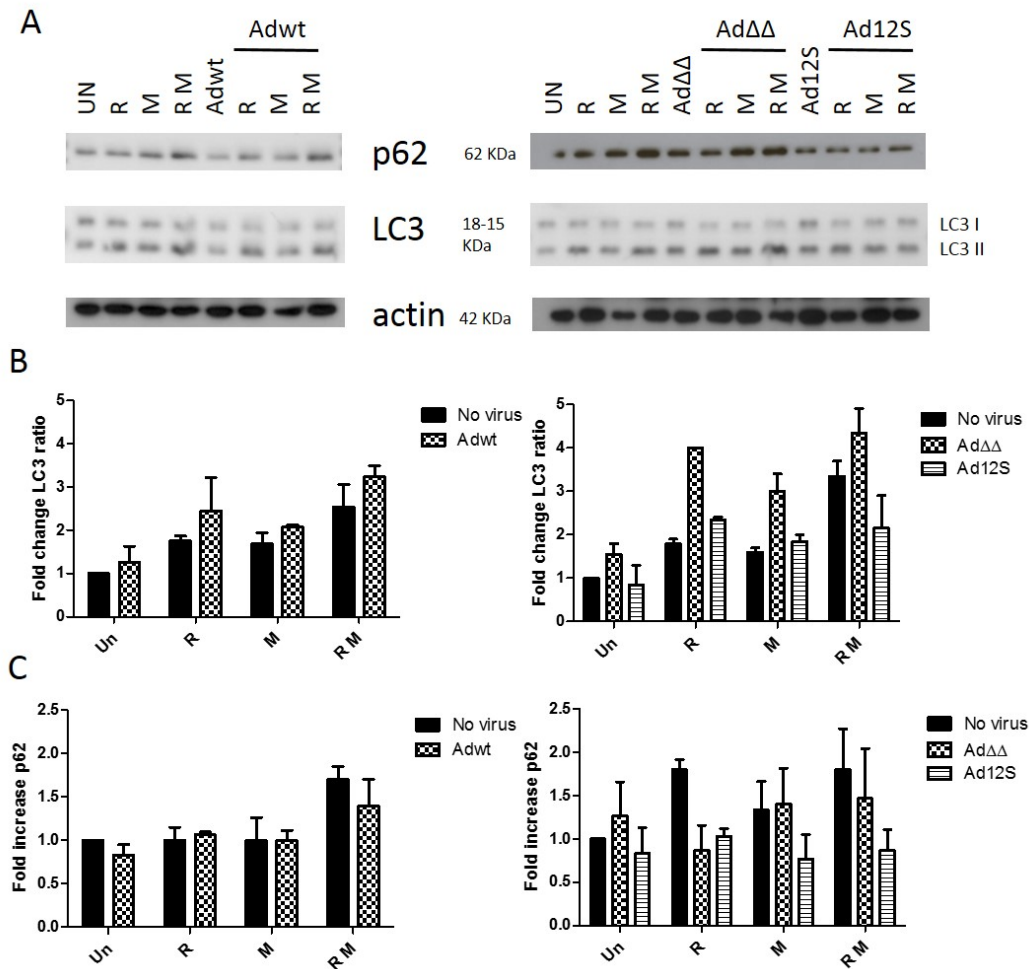 A
Adwt
AdΔΔ
Ad12S
UN R M R M Adwt R M R M
UN R M R M AdΔΔ R M R M Ad12S R M R M
p62 62 KDa
LC3 18-15 KDa
LC3 I
LC3 II
actin 42 KDa
B
Fold change LC3 ratio
5
4
3
2
1
0
Un R M R M
No virus
Adwt
Fold change LC3 ratio
5
4
3
2
1
0
Un R M R M
No virus
AdΔΔ
Ad12S
C
Fold increase p62
2.5
2.0
1.5
1.0
0.5
0.0
Un R M R M
No virus
Adwt
Fold increase p62
2.5
2.0
1.5
1.0
0.5
0.0
Un R M R M
No virus
AdΔΔ
Ad12S